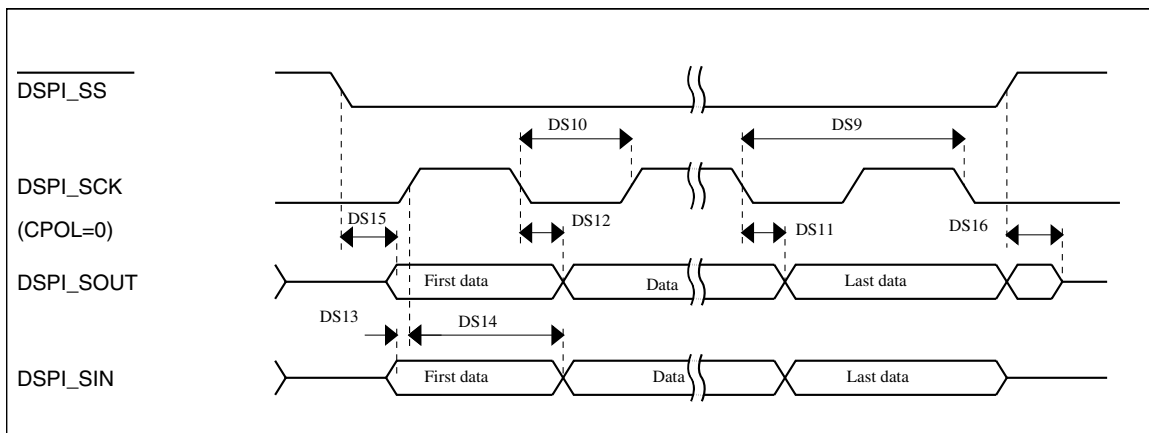 DSPI_SS
DS10
DS9
DSPI_SCK
(CPOL=0)
DS15
DS12
DS11
DS16
DSPI_SOUT
First data
Data
Last data
DS13
DS14
DSPI_SIN
First data
Data
Last data